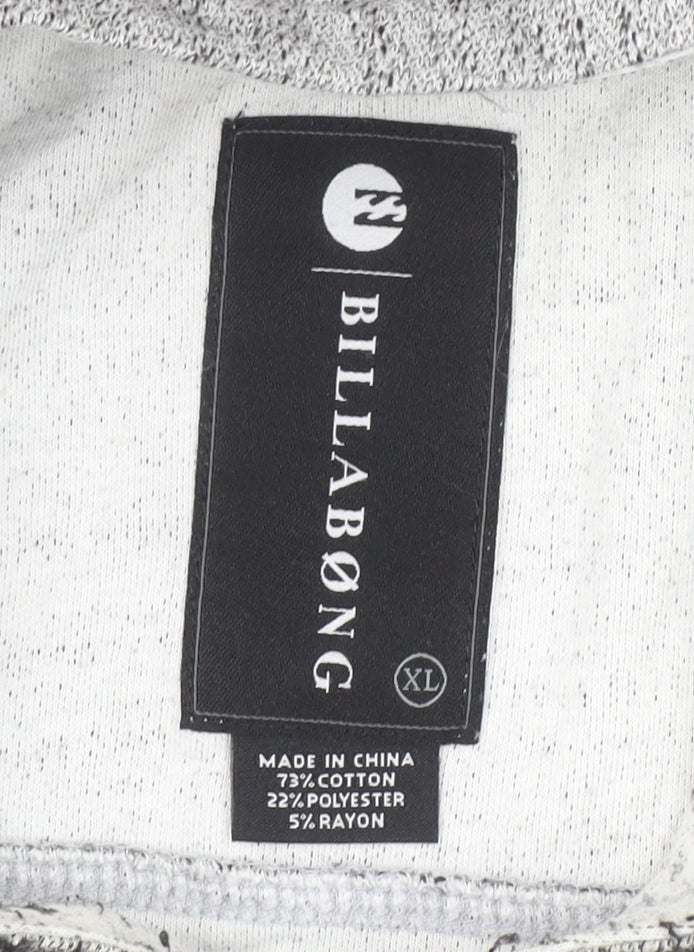 BILLABØNG
XL
MADE IN CHINA
73% COTTON
22% POLYESTER
5% RAYON